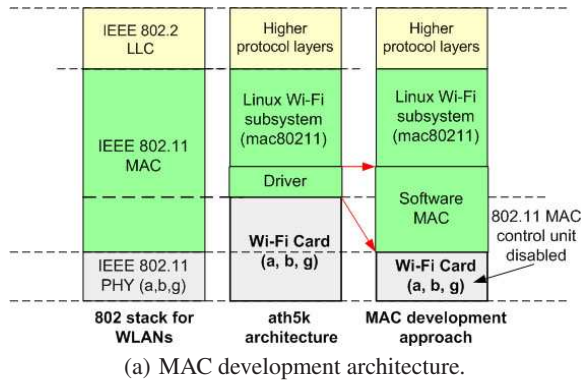 IEEE 802.2
LLC
IEEE 802.11
MAC
IEEE 802.11
PHY (a,b,g)
802 stack for
WLANs
Higher
protocol layers
Linux Wi-Fi
subsystem
(mac80211)
Driver
Wi-Fi Card
(a, b, g)
ath5k
architecture
Higher
protocol layers
Linux Wi-Fi
subsystem
(mac80211)
Software
MAC
Wi-Fi Card
(a, b, g)
MAC development
approach
802.11 MAC
control unit
disabled
(a) MAC development architecture.